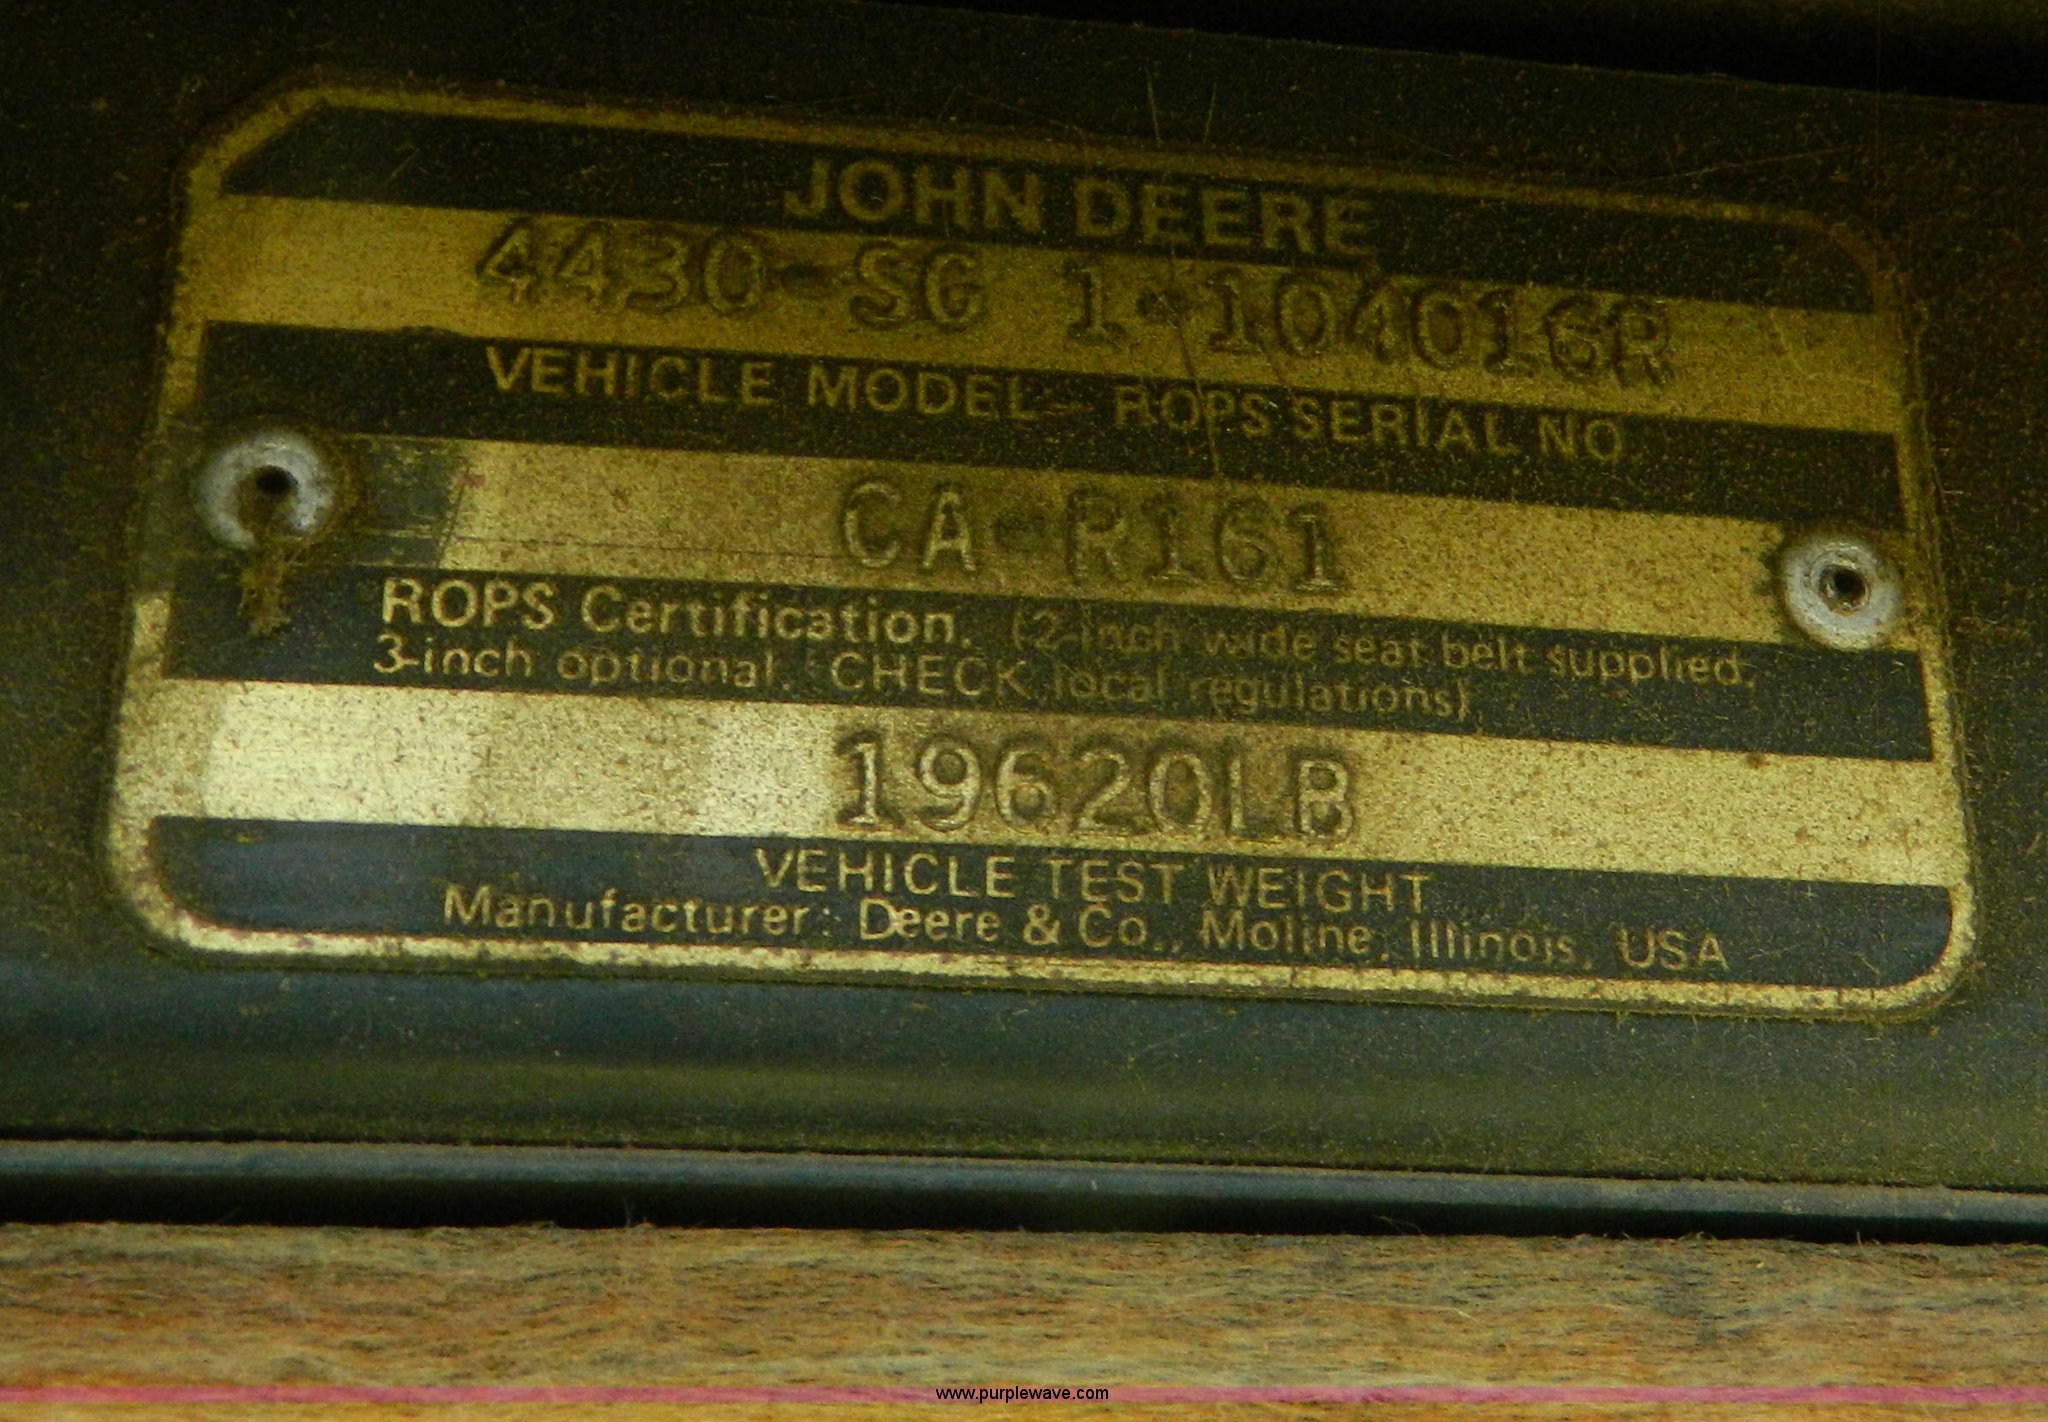 JOHN DEERE
4430-SG 1-104016R
VEHICLE MODEL - ROPS SERIAL NO
CA-R161
ROPS Certification. (2-inch wide seat belt supplied.
3-inch optional. CHECK local regulations)
19620LB
VEHICLE TEST WEIGHT
Manufacturer: Deere & Co., Moline, Illinois, USA
www.purplewave.com